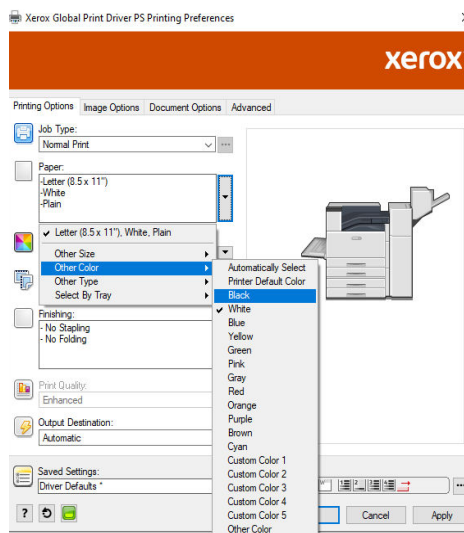 Xerox Global Print Driver PS Printing Preferences
xerox
Printing Options Image Options Document Options Advanced
Job Type:
Normal Print
Paper:
-Letter (8.5 x 11")
-White
-Plain
Letter (8.5 x 11"), White, Plain
Other Size
Other Color
Other Type
Select By Tray
Automatically Select
Printer Default Color
Black
White
Blue
Yellow
Green
Pink
Gray
Red
Orange
Purple
Brown
Cyan
Custom Color 1
Custom Color 2
Custom Color 3
Custom Color 4
Custom Color 5
Other Color
Finishing:
- No Stapling
- No Folding
Print Quality:
Enhanced
Output Destination:
Automatic
Saved Settings:
Driver Defaults *
?
Cancel Apply